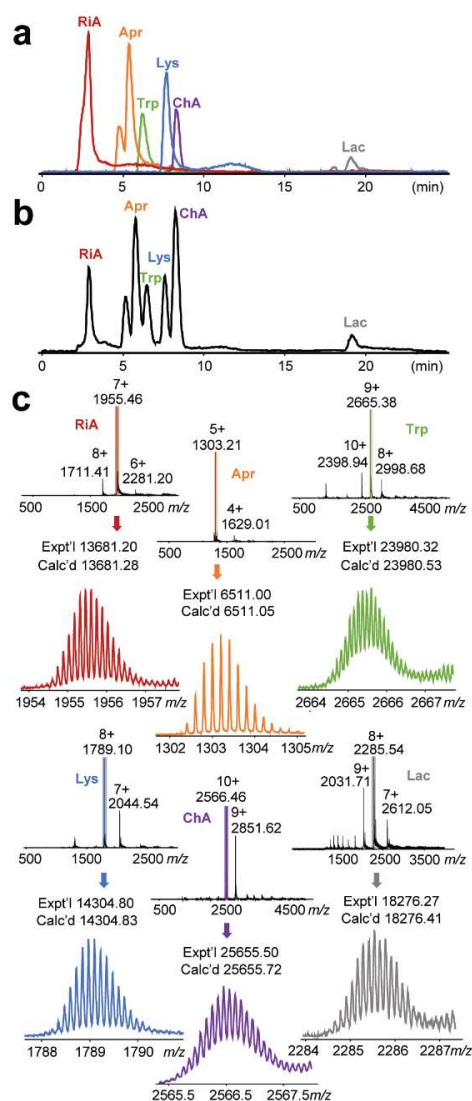 a
RiA
Apr
Lys
Trp
ChA
Lac
0 5 10 15 20 (min)
b
RiA
Apr
Trp
Lys
ChA
Lac
0 5 10 15 20 (min)
c
RiA
7+
1955.46
8+
1711.41
6+
2281.20
500 1500 2500 m/z
Expt'l 13681.20
Calc'd 13681.28
1954 1955 1956 1957 m/z
Apr
5+
1303.21
4+
1629.01
500 1500 2500 m/z
Expt'l 6511.00
Calc'd 6511.05
1302 1303 1304 1305 m/z
Trp
9+
2665.38
10+
2398.94
8+
2998.68
500 2500 4500 m/z
Expt'l 23980.32
Calc'd 23980.53
2664 2665 2666 2667 m/z
Lys
8+
1789.10
7+
2044.54
500 1500 2500 m/z
Expt'l 14304.80
Calc'd 14304.83
1788 1789 1790 m/z
ChA
10+
2566.46
9+
2851.62
500 2500 4500 m/z
Expt'l 25655.50
Calc'd 25655.72
2565.5 2566.5 2567.5 m/z
Lac
8+
2285.54
9+
2031.71
7+
2612.05
1500 2500 3500 m/z
Expt'l 18276.27
Calc'd 18276.41
2284 2285 2286 2287 m/z